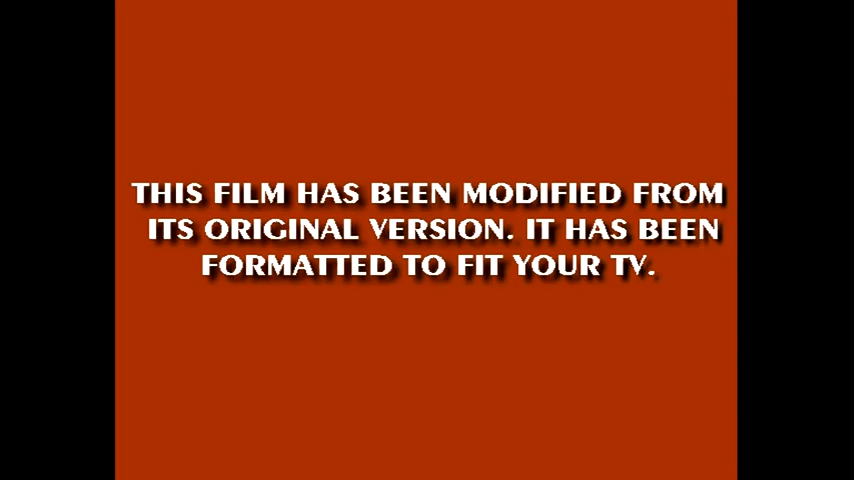 THIS FILM HAS BEEN MODIFIED FROM
ITS ORIGINAL VERSION. IT HAS BEEN
FORMATTED TO FIT YOUR TV.